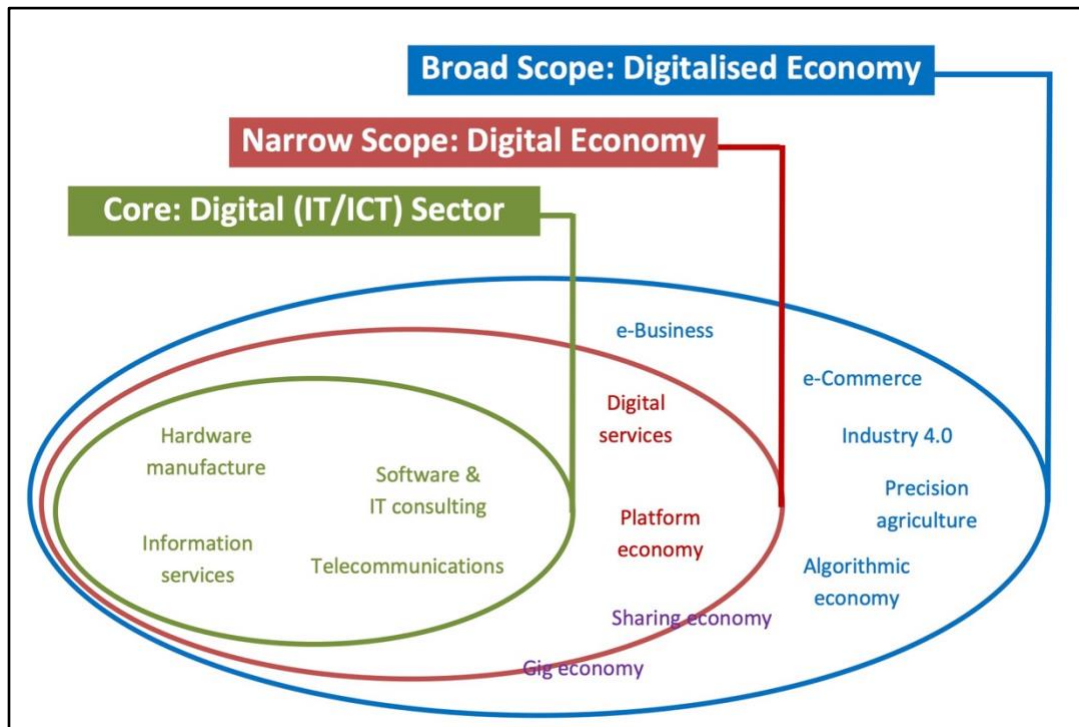 Broad Scope: Digitalised Economy
Narrow Scope: Digital Economy
Core: Digital (IT/ICT) Sector
e-Business
e-Commerce
Digital
services
Industry 4.0
Hardware
manufacture
Software &
IT consulting
Precision
agriculture
Platform
economy
Information
services
Telecommunications
Algorithmic
economy
Sharing economy
Gig economy